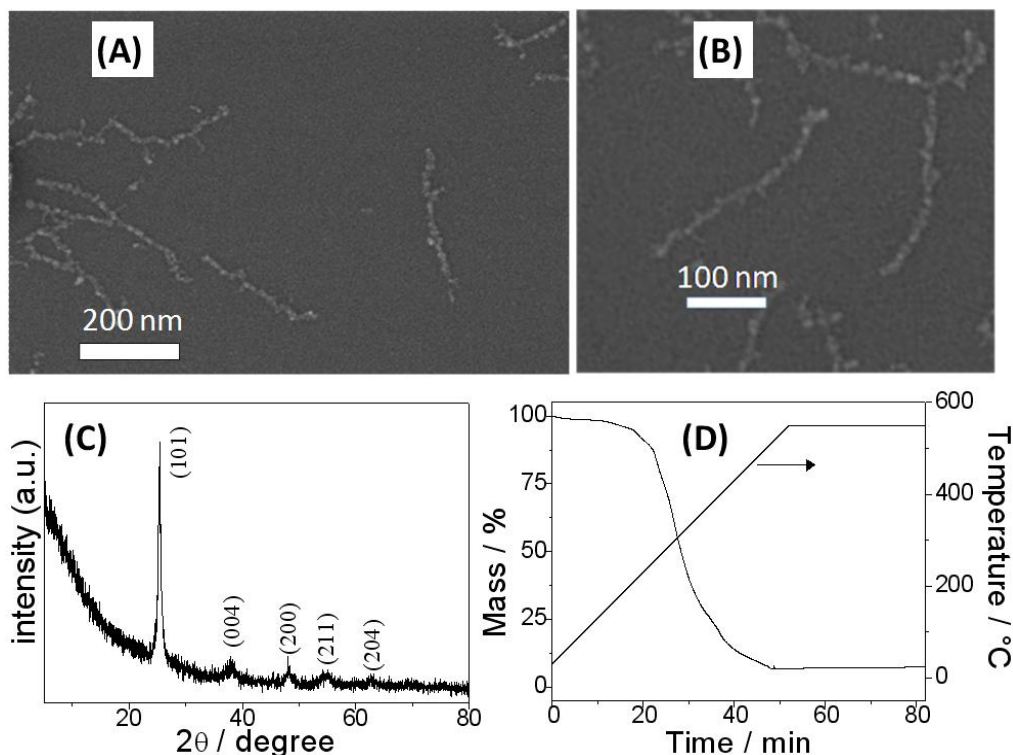 (A)
200 nm
(B)
100 nm
(C)
intensity (a.u.)
(101)
(004)
(200)
(211)
(204)
20
40
60
80
2θ / degree
(D)
Mass / %
100
75
50
25
0
0
20
40
60
80
Time / min
600
400
200
0
Temperature / °C